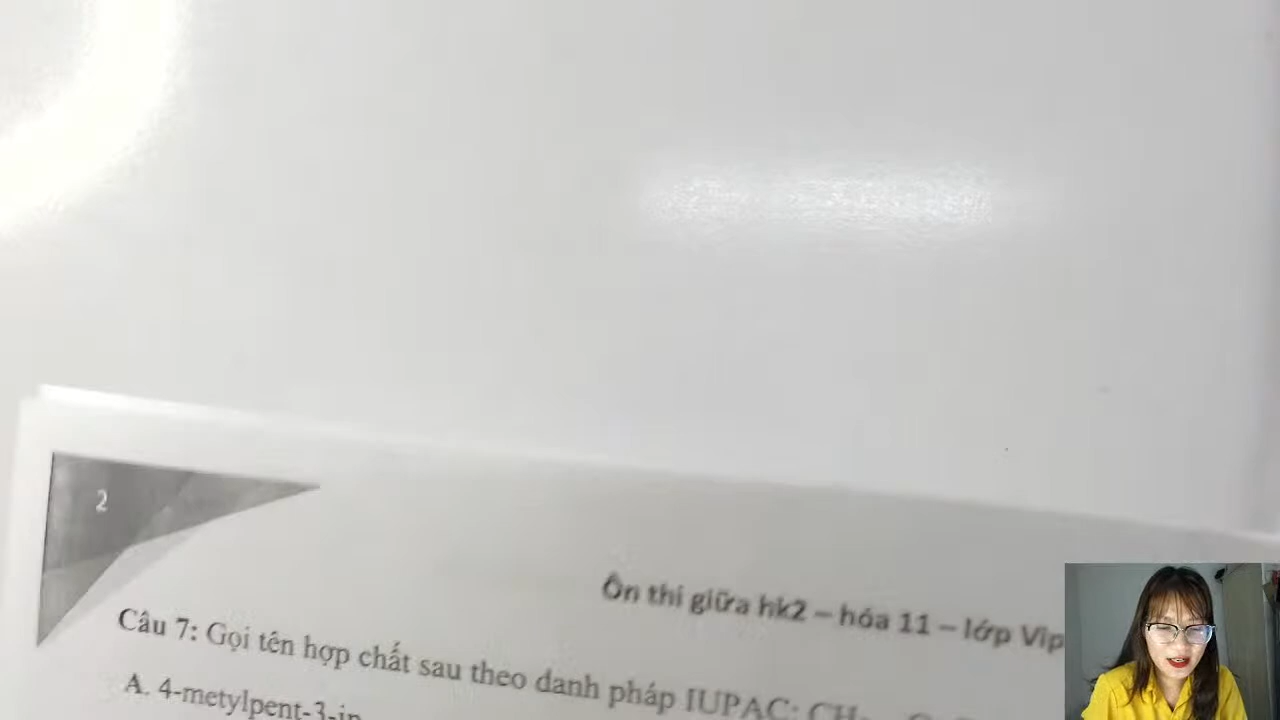 2
Ôn thi giữa hk2 – hóa 11 – lớp Vip
Câu 7: Gọi tên hợp chất sau theo danh pháp IUPAC:
A. 4-metylpent-3-in